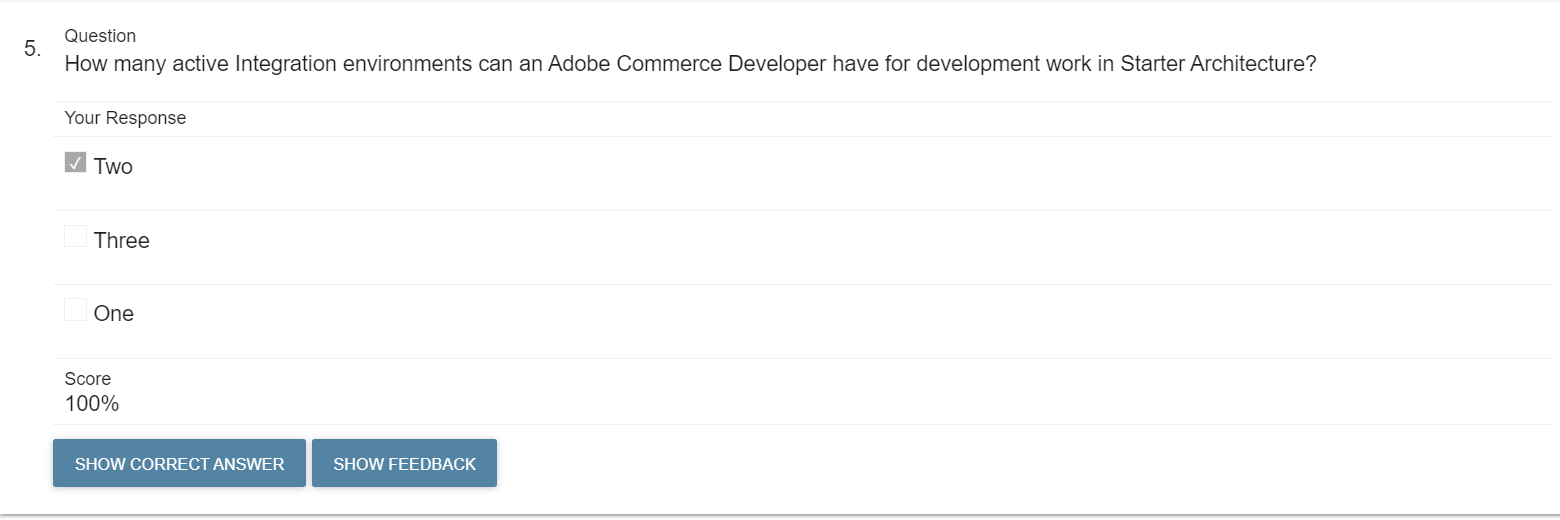 5.
Question
How many active Integration environments can an Adobe Commerce Developer have for development work in Starter Architecture?
Your Response
Two
Three
One
Score
100%
SHOW CORRECT ANSWER
SHOW FEEDBACK